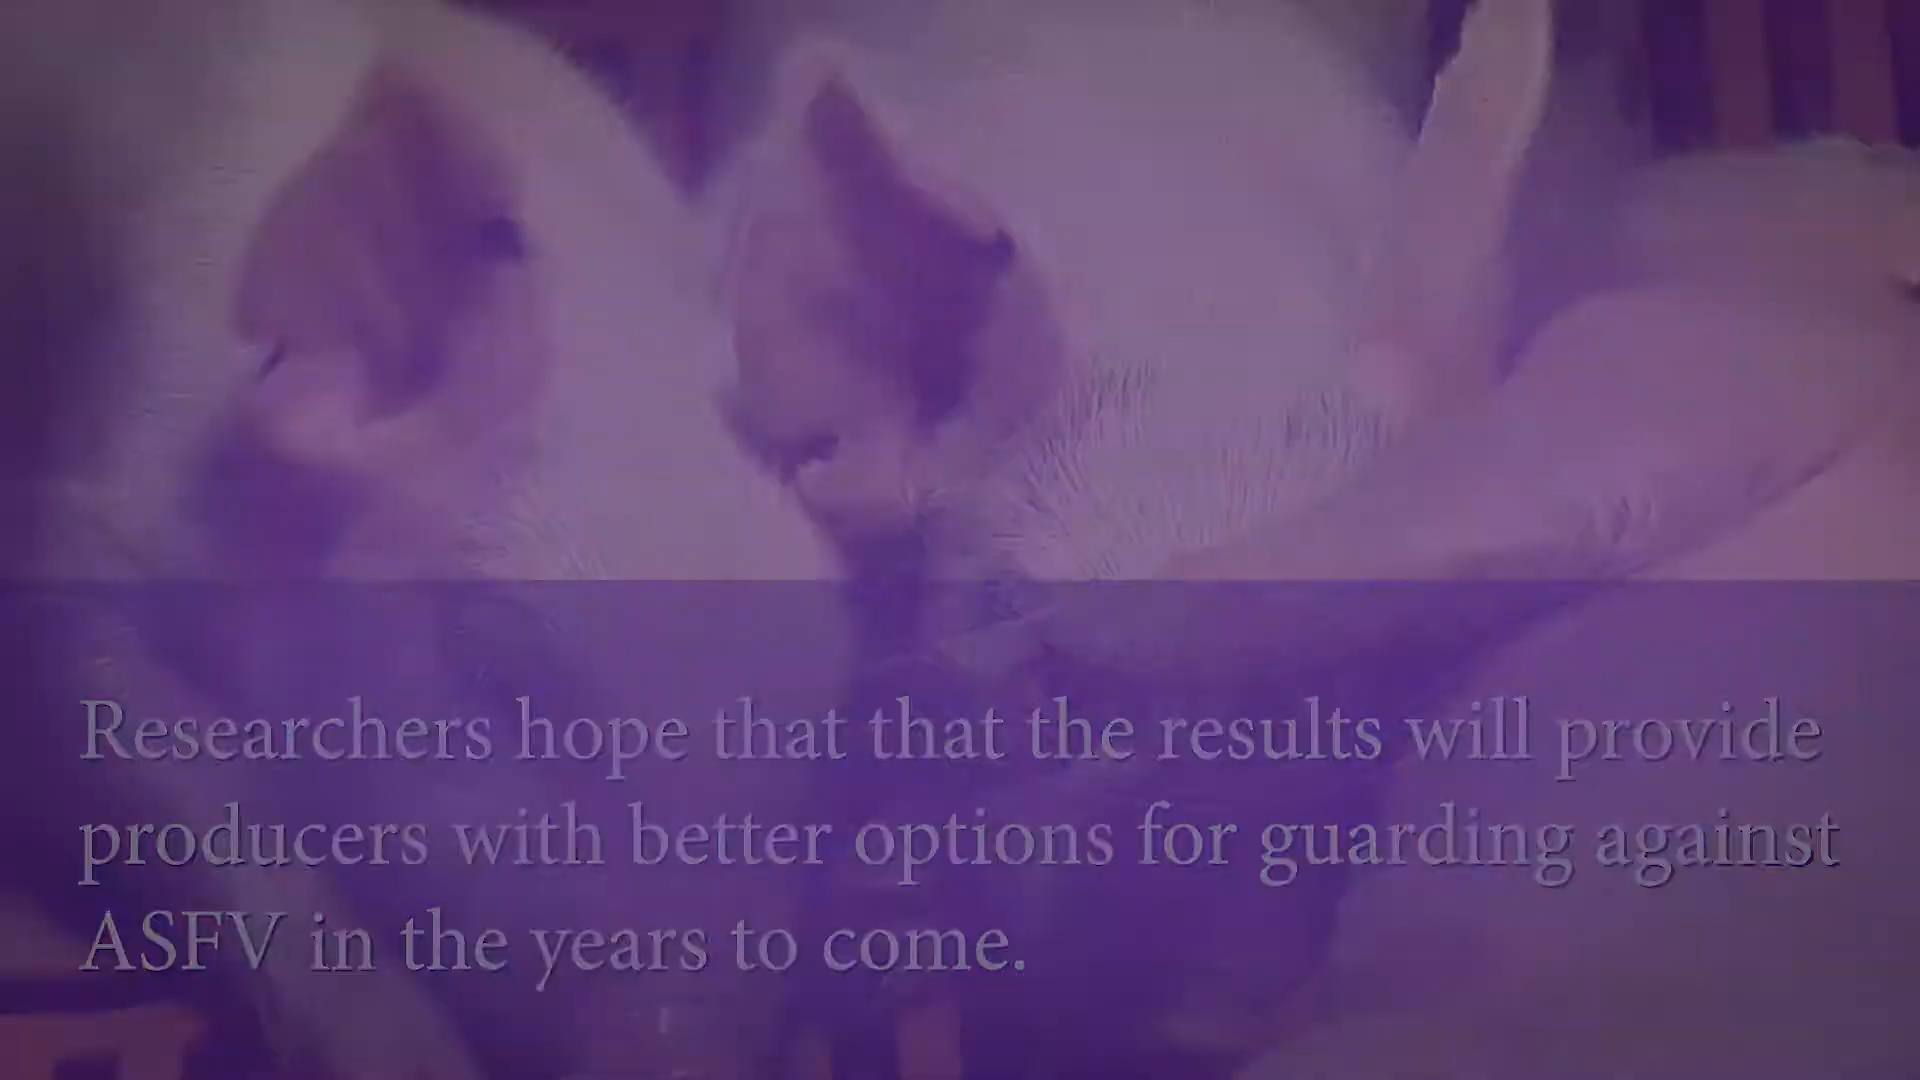 Researchers hope that that the results will provide
producers with better options for guarding against
ASFV in the years to come.